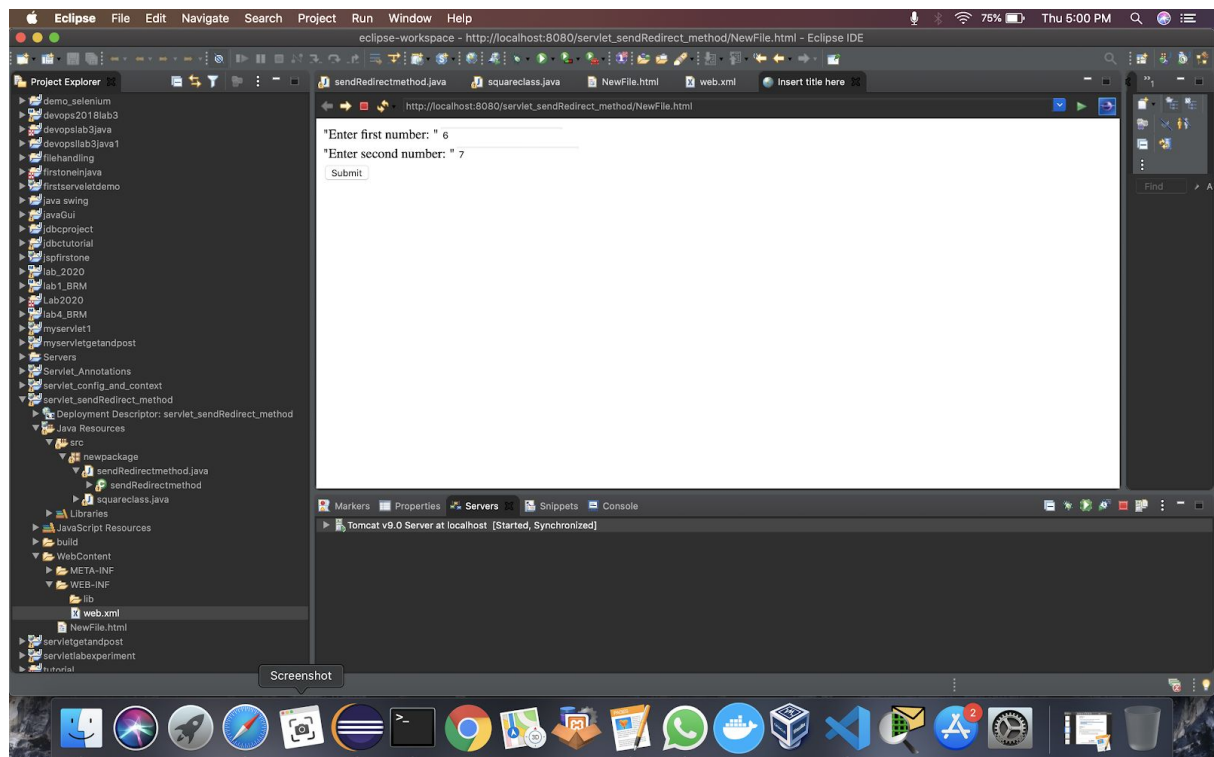 Eclipse File Edit Navigate Search Project Run Window Help 75% Thu 5:00 PM
eclipse-workspace - http://localhost:8080/servlet_sendRedirect_method/NewFile.html - Eclipse IDE
Project Explorer
sendRedirectmethod.java squareclass.java NewFile.html web.xml Insert title here
demo_selenium
devops2018lab3
devopslab3java
devopsllab3java1
filehandling
firstoneinjava
firstserveletdemo
java swing
javaGui
jdbcproject
jdbctutorial
jspfirstone
lab_2020
lab1_BRM
Lab2020
lab4_BRM
myservlet1
myservletgetandpost
Servers
Servlet_Annotations
servlet_config_and_context
servlet_sendRedirect_method
Deployment Descriptor: servlet_sendRedirect_method
Java Resources
src
newpackage
sendRedirectmethod.java
sendRedirectmethod
squareclass.java
Libraries
JavaScript Resources
build
WebContent
META-INF
WEB-INF
lib
web.xml
NewFile.html
servletgetandpost
servletlabexperiment
tutorial
http://localhost:8080/servlet_sendRedirect_method/NewFile.html
"Enter first number: " 6
"Enter second number: " 7
Submit
Find A
Markers Properties Servers Snippets Console
Tomcat v9.0 Server at localhost [Started, Synchronized]
Screenshot
2